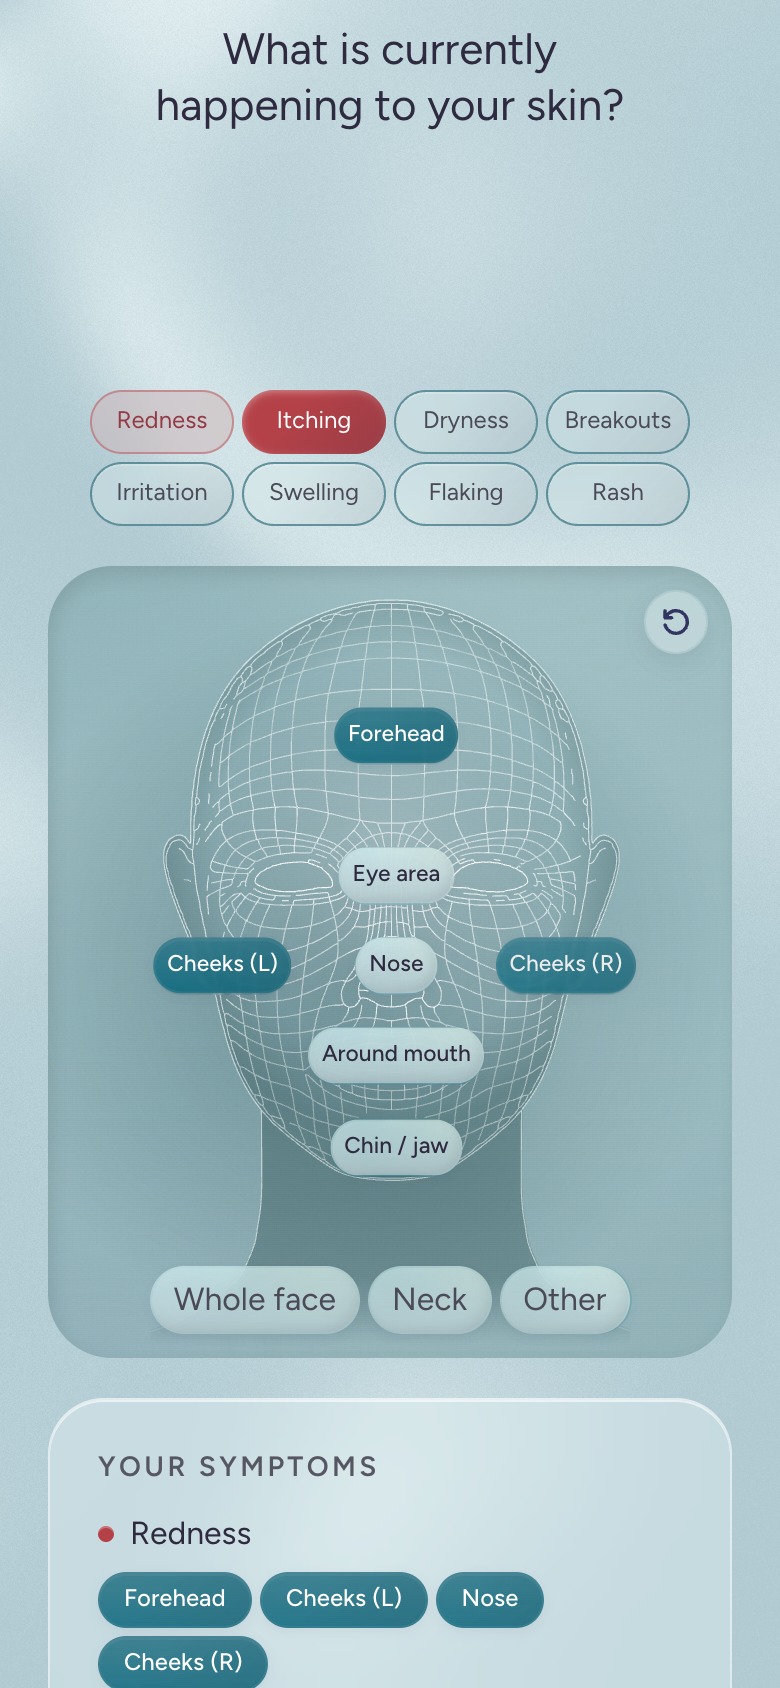 What is currently
happening to your skin?
Redness Itching Dryness Breakouts
Irritation Swelling Flaking Rash
Forehead
Eye area
Cheeks (L) Nose Cheeks (R)
Around mouth
Chin / jaw
Whole face Neck Other
YOUR SYMPTOMS
Redness
Forehead Cheeks (L) Nose
Cheeks (R)